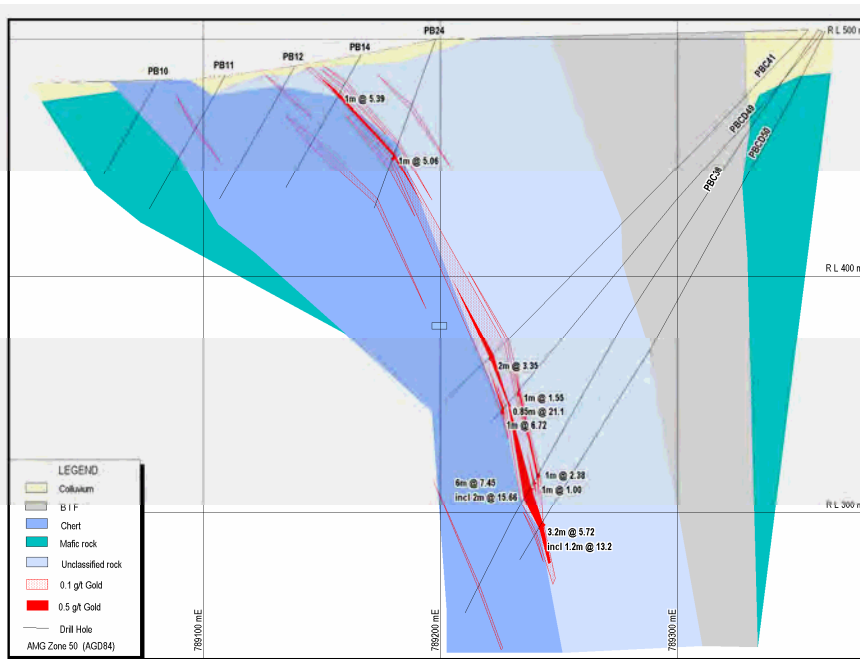 PB24
R L 500 m
PB14
PB12
PB11
PB10
PBC41
1m @ 5.39
PBCD49
PBCD50
1m @ 5.06
PBC36
R L 400 m
2m @ 3.35
1m @ 1.55
0.85m @ 21.1
1m @ 6.72
1m @ 2.38
6m @ 7.45
1m @ 1.00
incl 2m @ 15.66
R L 300 m
3.2m @ 5.72
incl 1.2m @ 13.2
LEGEND
Colluvium
B I F
Chert
Mafic rock
Unclassified rock
0.1 g/t Gold
0.5 g/t Gold
Drill Hole
AMG Zone 50 (AGD84)
789100 mE
789200 mE
789300 mE